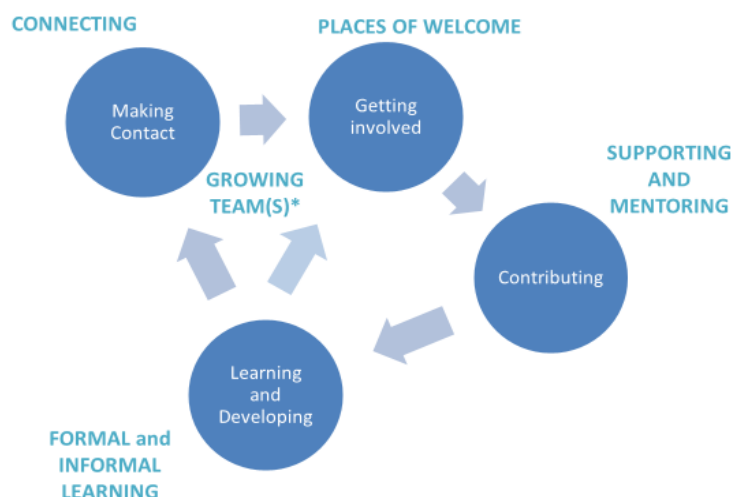 CONNECTING
PLACES OF WELCOME
Making
Contact
Getting
involved
GROWING
TEAM(S)*
SUPPORTING
AND
MENTORING
Contributing
Learning
and
Developing
FORMAL and
INFORMAL
LEARNING